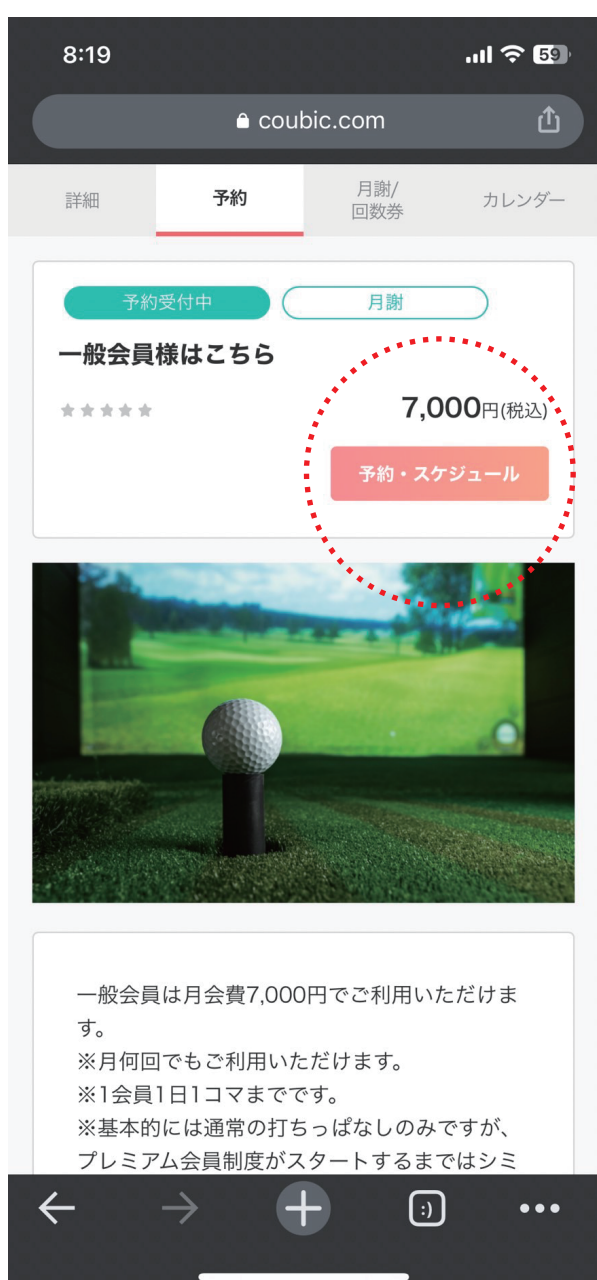 8:19
59
coubic.com
詳細
予約
月謝/
回数券
カレンダー
予約受付中
月謝
一般会員様はこちら
★★★★★
7,000円(税込)
予約・スケジュール
一般会員は月会費7,000円でご利用いただけま
す。
※月何回でもご利用いただけます。
※1会員1日1コマまでです。
※基本的には通常の打ちっぱなしのみですが、
プレミアム会員制度がスタートするまではシミ
:)